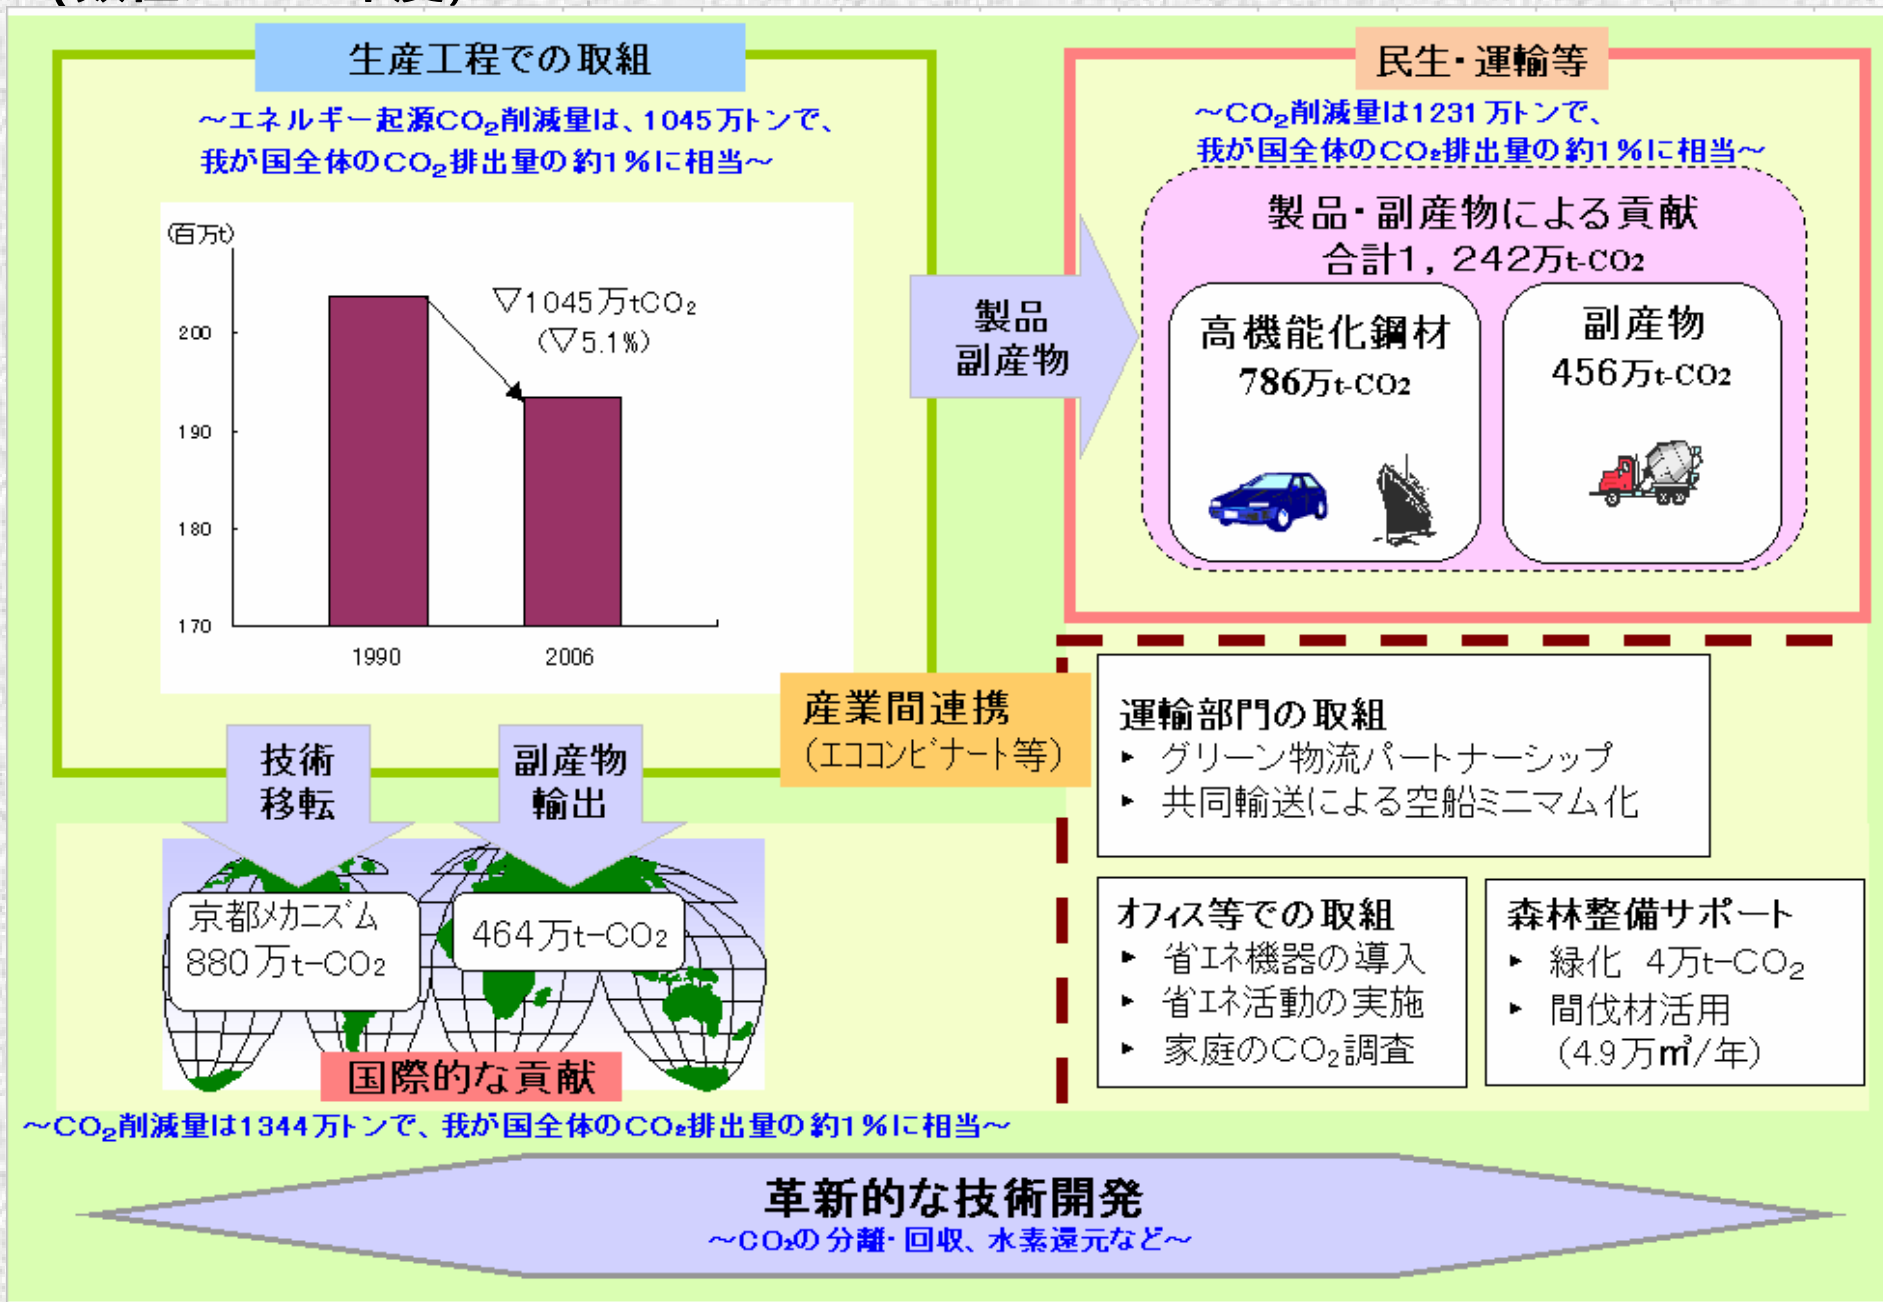 生産工程での取組
～エネルギー起源CO2削減量は、1045万トンで、
我が国全体のCO2排出量の約1%に相当～
(百万t)
200
190
180
170
1990
2006
▽1045万tCO2
(▽5.1%)
製品
副産物
民生・運輸等
～CO2削減量は1231万トンで、
我が国全体のCO2排出量の約1%に相当～
製品・副産物による貢献
合計1，242万t-CO2
高機能化鋼材
786万t-CO2
副産物
456万t-CO2
産業間連携
(エココンビナート等)
運輸部門の取組
▸ グリーン物流パートナーシップ
▸ 共同輸送による空船ミニマム化
オフィス等での取組
▸ 省エネ機器の導入
▸ 省エネ活動の実施
▸ 家庭のCO2調査
森林整備サポート
▸ 緑化 4万t-CO2
▸ 間伐材活用
(4.9万㎥/年)
技術
移転
副産物
輸出
京都メカニズム
880万t-CO2
464万t-CO2
国際的な貢献
～CO2削減量は1344万トンで、我が国全体のCO2排出量の約1%に相当～
革新的な技術開発
～CO2の分離・回収、水素還元など～